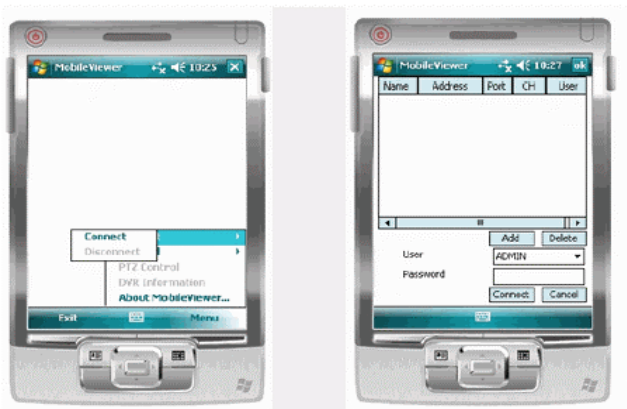 MobileViewer 10:25
Connect
Disconnect
PTZ Control
DVR Information
About MobileViewer...
Exit Menu
MobileViewer 10:27 ok
Name Address Port CH User
Add Delete
User ADMIN
Password
Connect Cancel